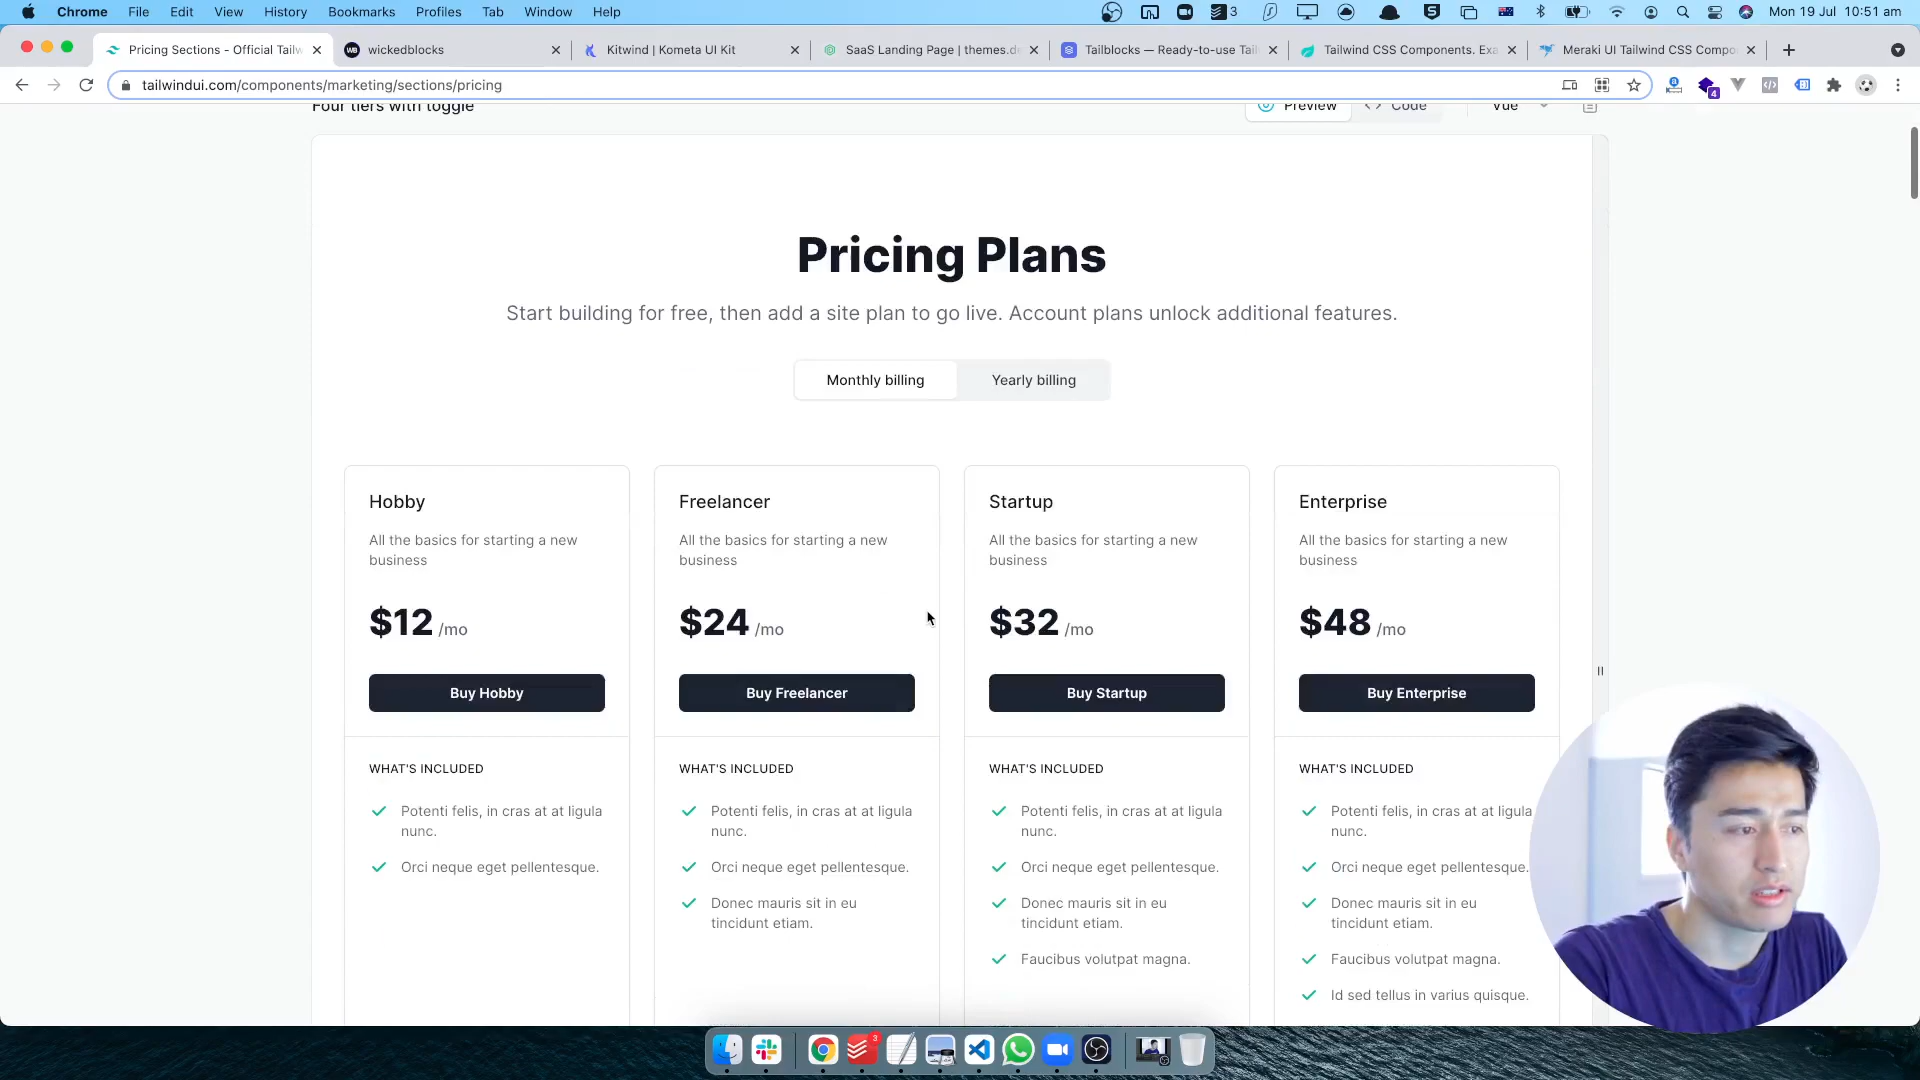 Chrome File Edit View History Bookmarks Profiles Tab Window Help 3 Mon 19 Jul 10:51 am
Pricing Sections - Official Tailw wickedblocks Kitwind | Kometa UI Kit SaaS Landing Page | themes.de Tailblocks — Ready-to-use Tail Tailwind CSS Components. Exa Meraki UI Tailwind CSS Compo
tailwindui.com/components/marketing/sections/pricing 4
Four tiers with toggle Preview Code Vue
Pricing Plans
Start building for free, then add a site plan to go live. Account plans unlock additional features.
Monthly billing Yearly billing
Hobby
All the basics for starting a new
business
$12 /mo
Buy Hobby
WHAT'S INCLUDED
Potenti felis, in cras at at ligula
nunc.
Orci neque eget pellentesque.
Freelancer
All the basics for starting a new
business
$24 /mo
Buy Freelancer
WHAT'S INCLUDED
Potenti felis, in cras at at ligula
nunc.
Orci neque eget pellentesque.
Donec mauris sit in eu
tincidunt etiam.
Startup
All the basics for starting a new
business
$32 /mo
Buy Startup
WHAT'S INCLUDED
Potenti felis, in cras at at ligula
nunc.
Orci neque eget pellentesque.
Donec mauris sit in eu
tincidunt etiam.
Faucibus volutpat magna.
Enterprise
All the basics for starting a new
business
$48 /mo
Buy Enterprise
WHAT'S INCLUDED
Potenti felis, in cras at at ligula
nunc.
Orci neque eget pellentesque.
Donec mauris sit in eu
tincidunt etiam.
Faucibus volutpat magna.
Id sed tellus in varius quisque.
3